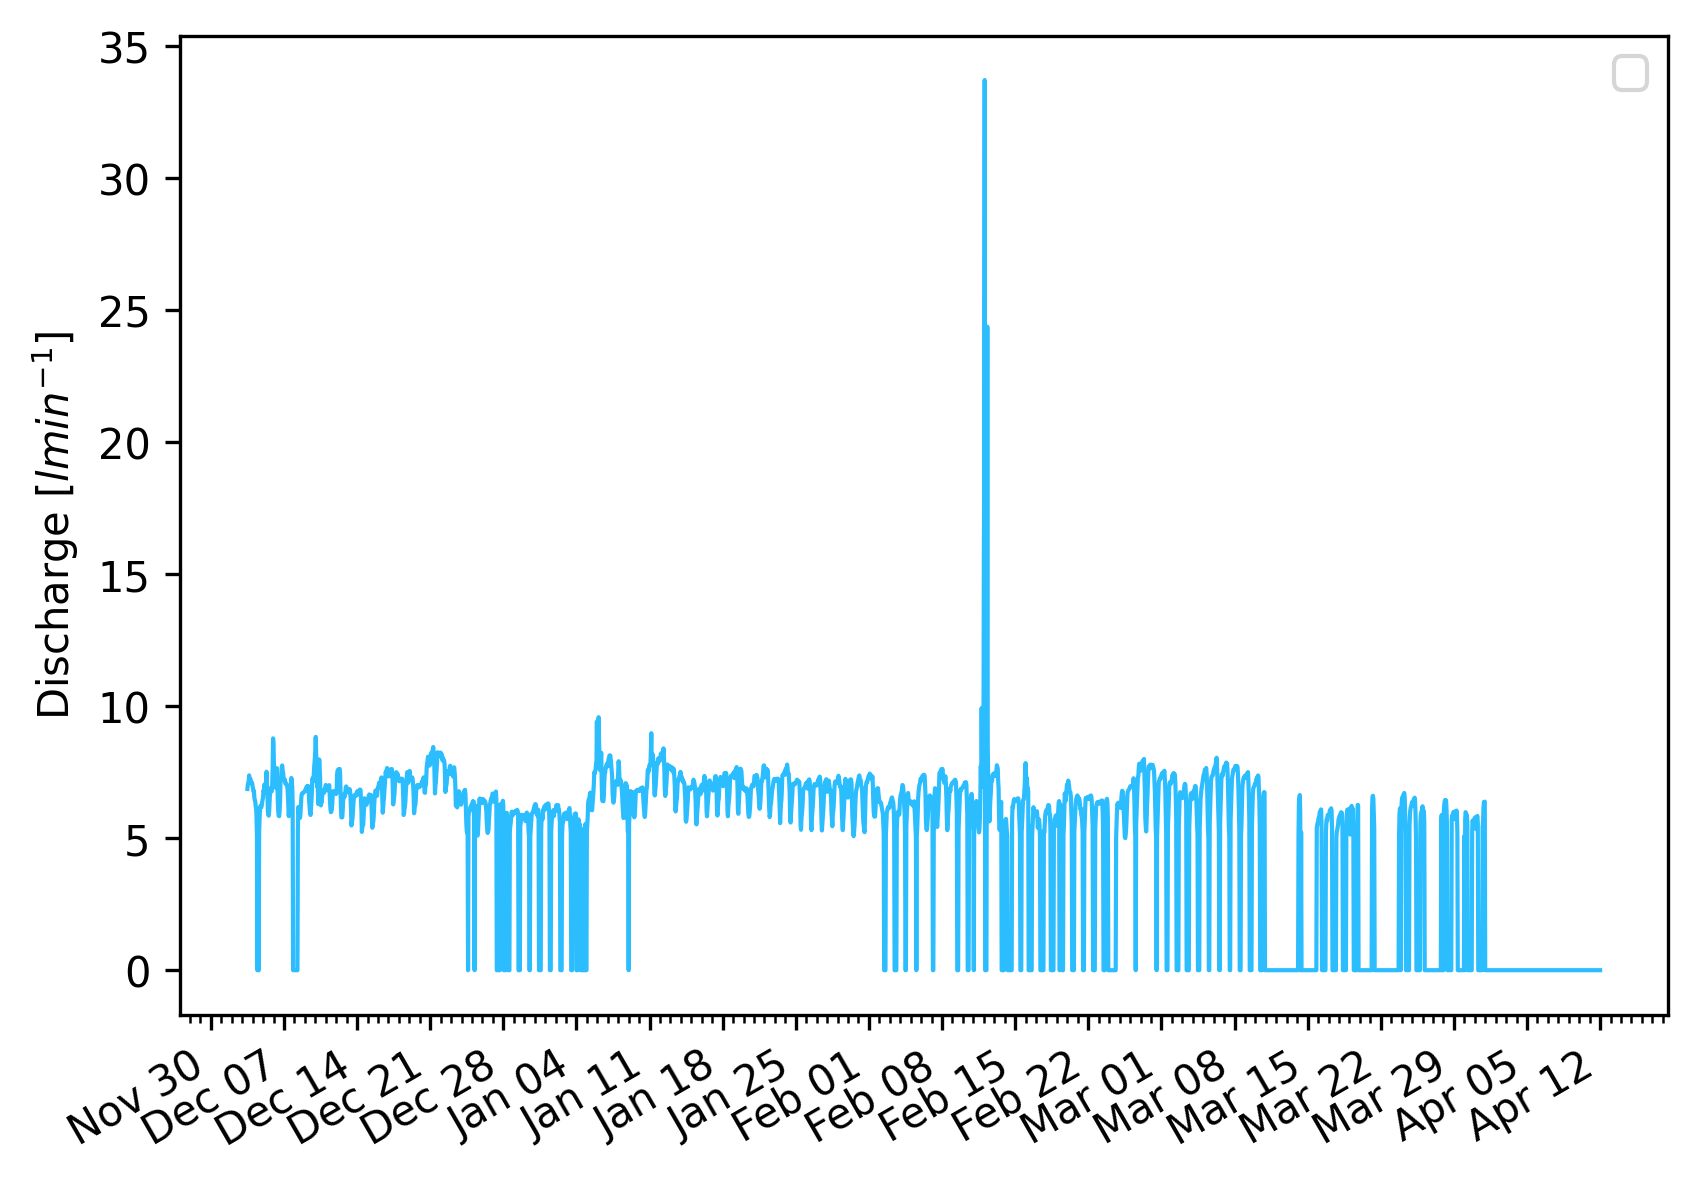 35
30
25
20
15
10
5
0
Discharge [lmin⁻¹]
Nov 30
Dec 07
Dec 14
Dec 21
Dec 28
Jan 04
Jan 11
Jan 18
Jan 25
Feb 01
Feb 08
Feb 15
Feb 22
Mar 01
Mar 08
Mar 15
Mar 22
Mar 29
Apr 05
Apr 12